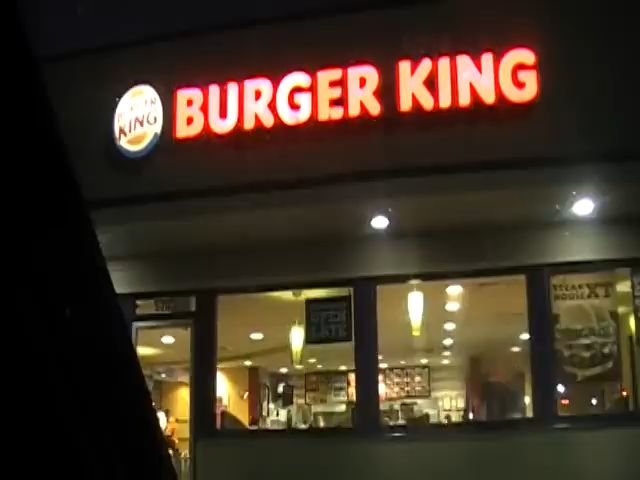 BURGER KING
BURGER
KING
OPEN
LATE
STEAK
HOUSE XT